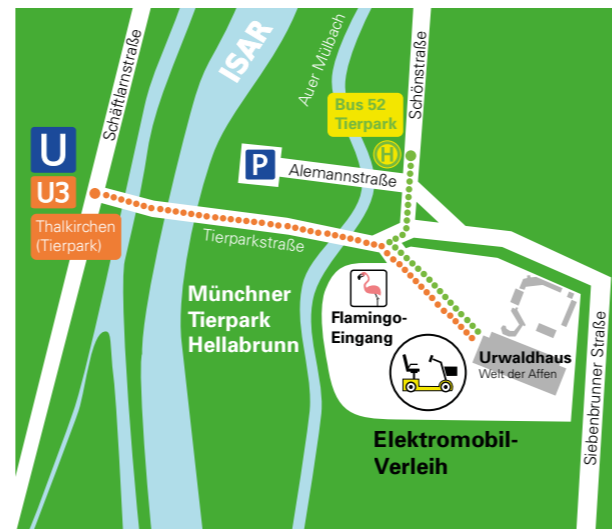 Schäftlarnstraße
ISAR
Auer Mülbach
Schönstraße
Bus 52
Tierpark
H
U
U3
Thalkirchen
(Tierpark)
P
Alemannstraße
Tierparkstraße
Münchner
Tierpark
Hellabrunn
Flamingo-
Eingang
Urwaldhaus
Welt der Affen
Elektromobil-
Verleih
Siebenbrunner Straße